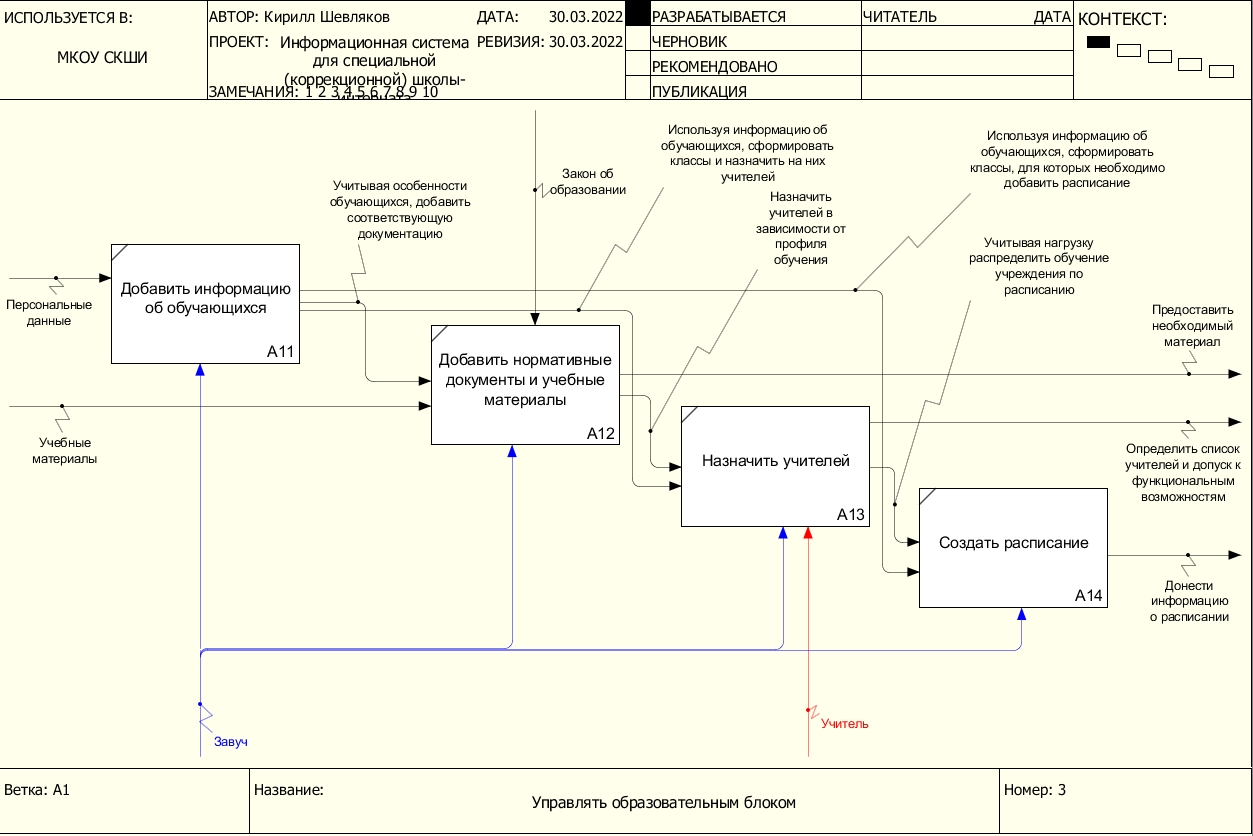 ИСПОЛЬЗУЕТСЯ В:
МКОУ СКШИ
АВТОР: Кирилл Шевляков
ДАТА: 30.03.2022
ПРОЕКТ: Информационная система
для специальной
(коррекционной) школы-
интерната
РЕВИЗИЯ: 30.03.2022
ЗАМЕЧАНИЯ: 1 2 3 4 5 6 7 8 9 10
РАЗРАБАТЫВАЕТСЯ
ЧЕРНОВИК
РЕКОМЕНДОВАНО
ПУБЛИКАЦИЯ
ЧИТАТЕЛЬ
ДАТА
КОНТЕКСТ:
Используя информацию об
обучающихся, сформировать
классы и назначить на них
учителей
Используя информацию об
обучающихся, сформировать
классы, для которых необходимо
добавить расписание
Закон об
образовании
Учитывая особенности
обучающихся, добавить
соответствующую
документацию
Назначить
учителей в
зависимости от
профиля
обучения
Учитывая нагрузку
распределить обучение
учреждения по
расписанию
Персональные
данные
Добавить информацию
об обучающихся
A11
Предоставить
необходимый
материал
Добавить нормативные
документы и учебные
материалы
A12
Учебные
материалы
Назначить учителей
A13
Определить список
учителей и допуск к
функциональным
возможностям
Создать расписание
A14
Донести
информацию
о расписании
Завуч
Учитель
Ветка: A1
Название:
Управлять образовательным блоком
Номер: 3